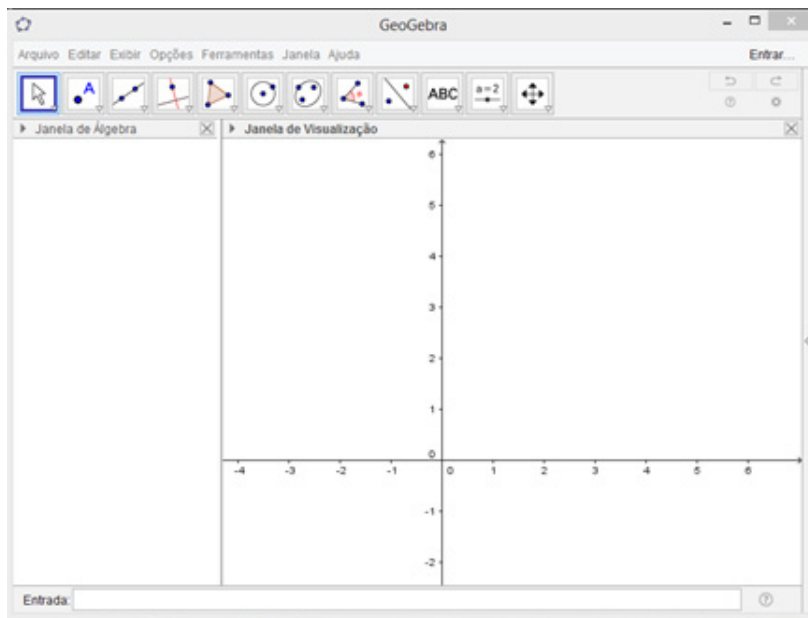 GeoGebra
Arquivo Editar Exibir Opções Ferramentas Janela Ajuda Entrar...
A ABC a=2
Janela de Álgebra Janela de Visualização
6
5
4
3
2
1
0
-4 -3 -2 -1 0 1 2 3 4 5 6
-1
-2
Entrada: